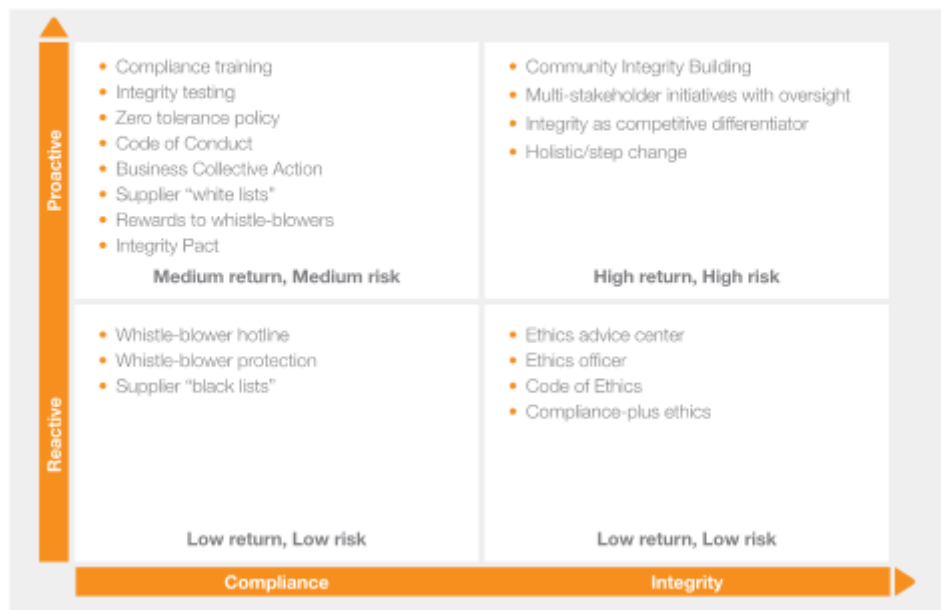 Proactive
• Compliance training
• Integrity testing
• Zero tolerance policy
• Code of Conduct
• Business Collective Action
• Supplier “white lists”
• Rewards to whistle-blowers
• Integrity Pact
Medium return, Medium risk
• Community Integrity Building
• Multi-stakeholder initiatives with oversight
• Integrity as competitive differentiator
• Holistic/step change
High return, High risk
Reactive
• Whistle-blower hotline
• Whistle-blower protection
• Supplier “black lists”
Low return, Low risk
• Ethics advice center
• Ethics officer
• Code of Ethics
• Compliance-plus ethics
Low return, Low risk
Compliance
Integrity